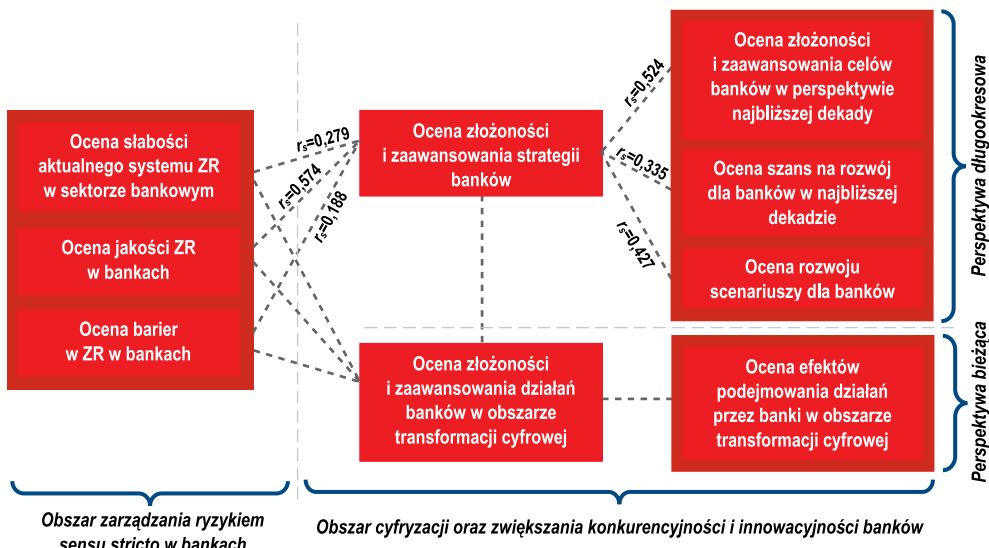 Ocena słabości
aktualnego systemu ZR
w sektorze bankowym
Ocena jakości ZR
w bankach
Ocena barier
w ZR w bankach
rs=0,279
rs=0,574
rs=0,188
Ocena złożoności
i zaawansowania strategii
banków
rs=0,524
rs=0,335
rs=0,427
Ocena złożoności
i zaawansowania celów
banków w perspektywie
najbliższej dekady
Ocena szans na rozwój
dla banków w najbliższej
dekadzie
Ocena rozwoju
scenariuszy dla banków
Perspektywa długookresowa
Ocena złożoności
i zaawansowania działań
banków w obszarze
transformacji cyfrowej
Ocena efektów
podejmowania działań
przez banki w obszarze
transformacji cyfrowej
Perspektywa bieżąca
Obszar zarządzania ryzykiem
sensu stricto w bankach
Obszar cyfryzacji oraz zwiększania konkurencyjności i innowacyjności banków